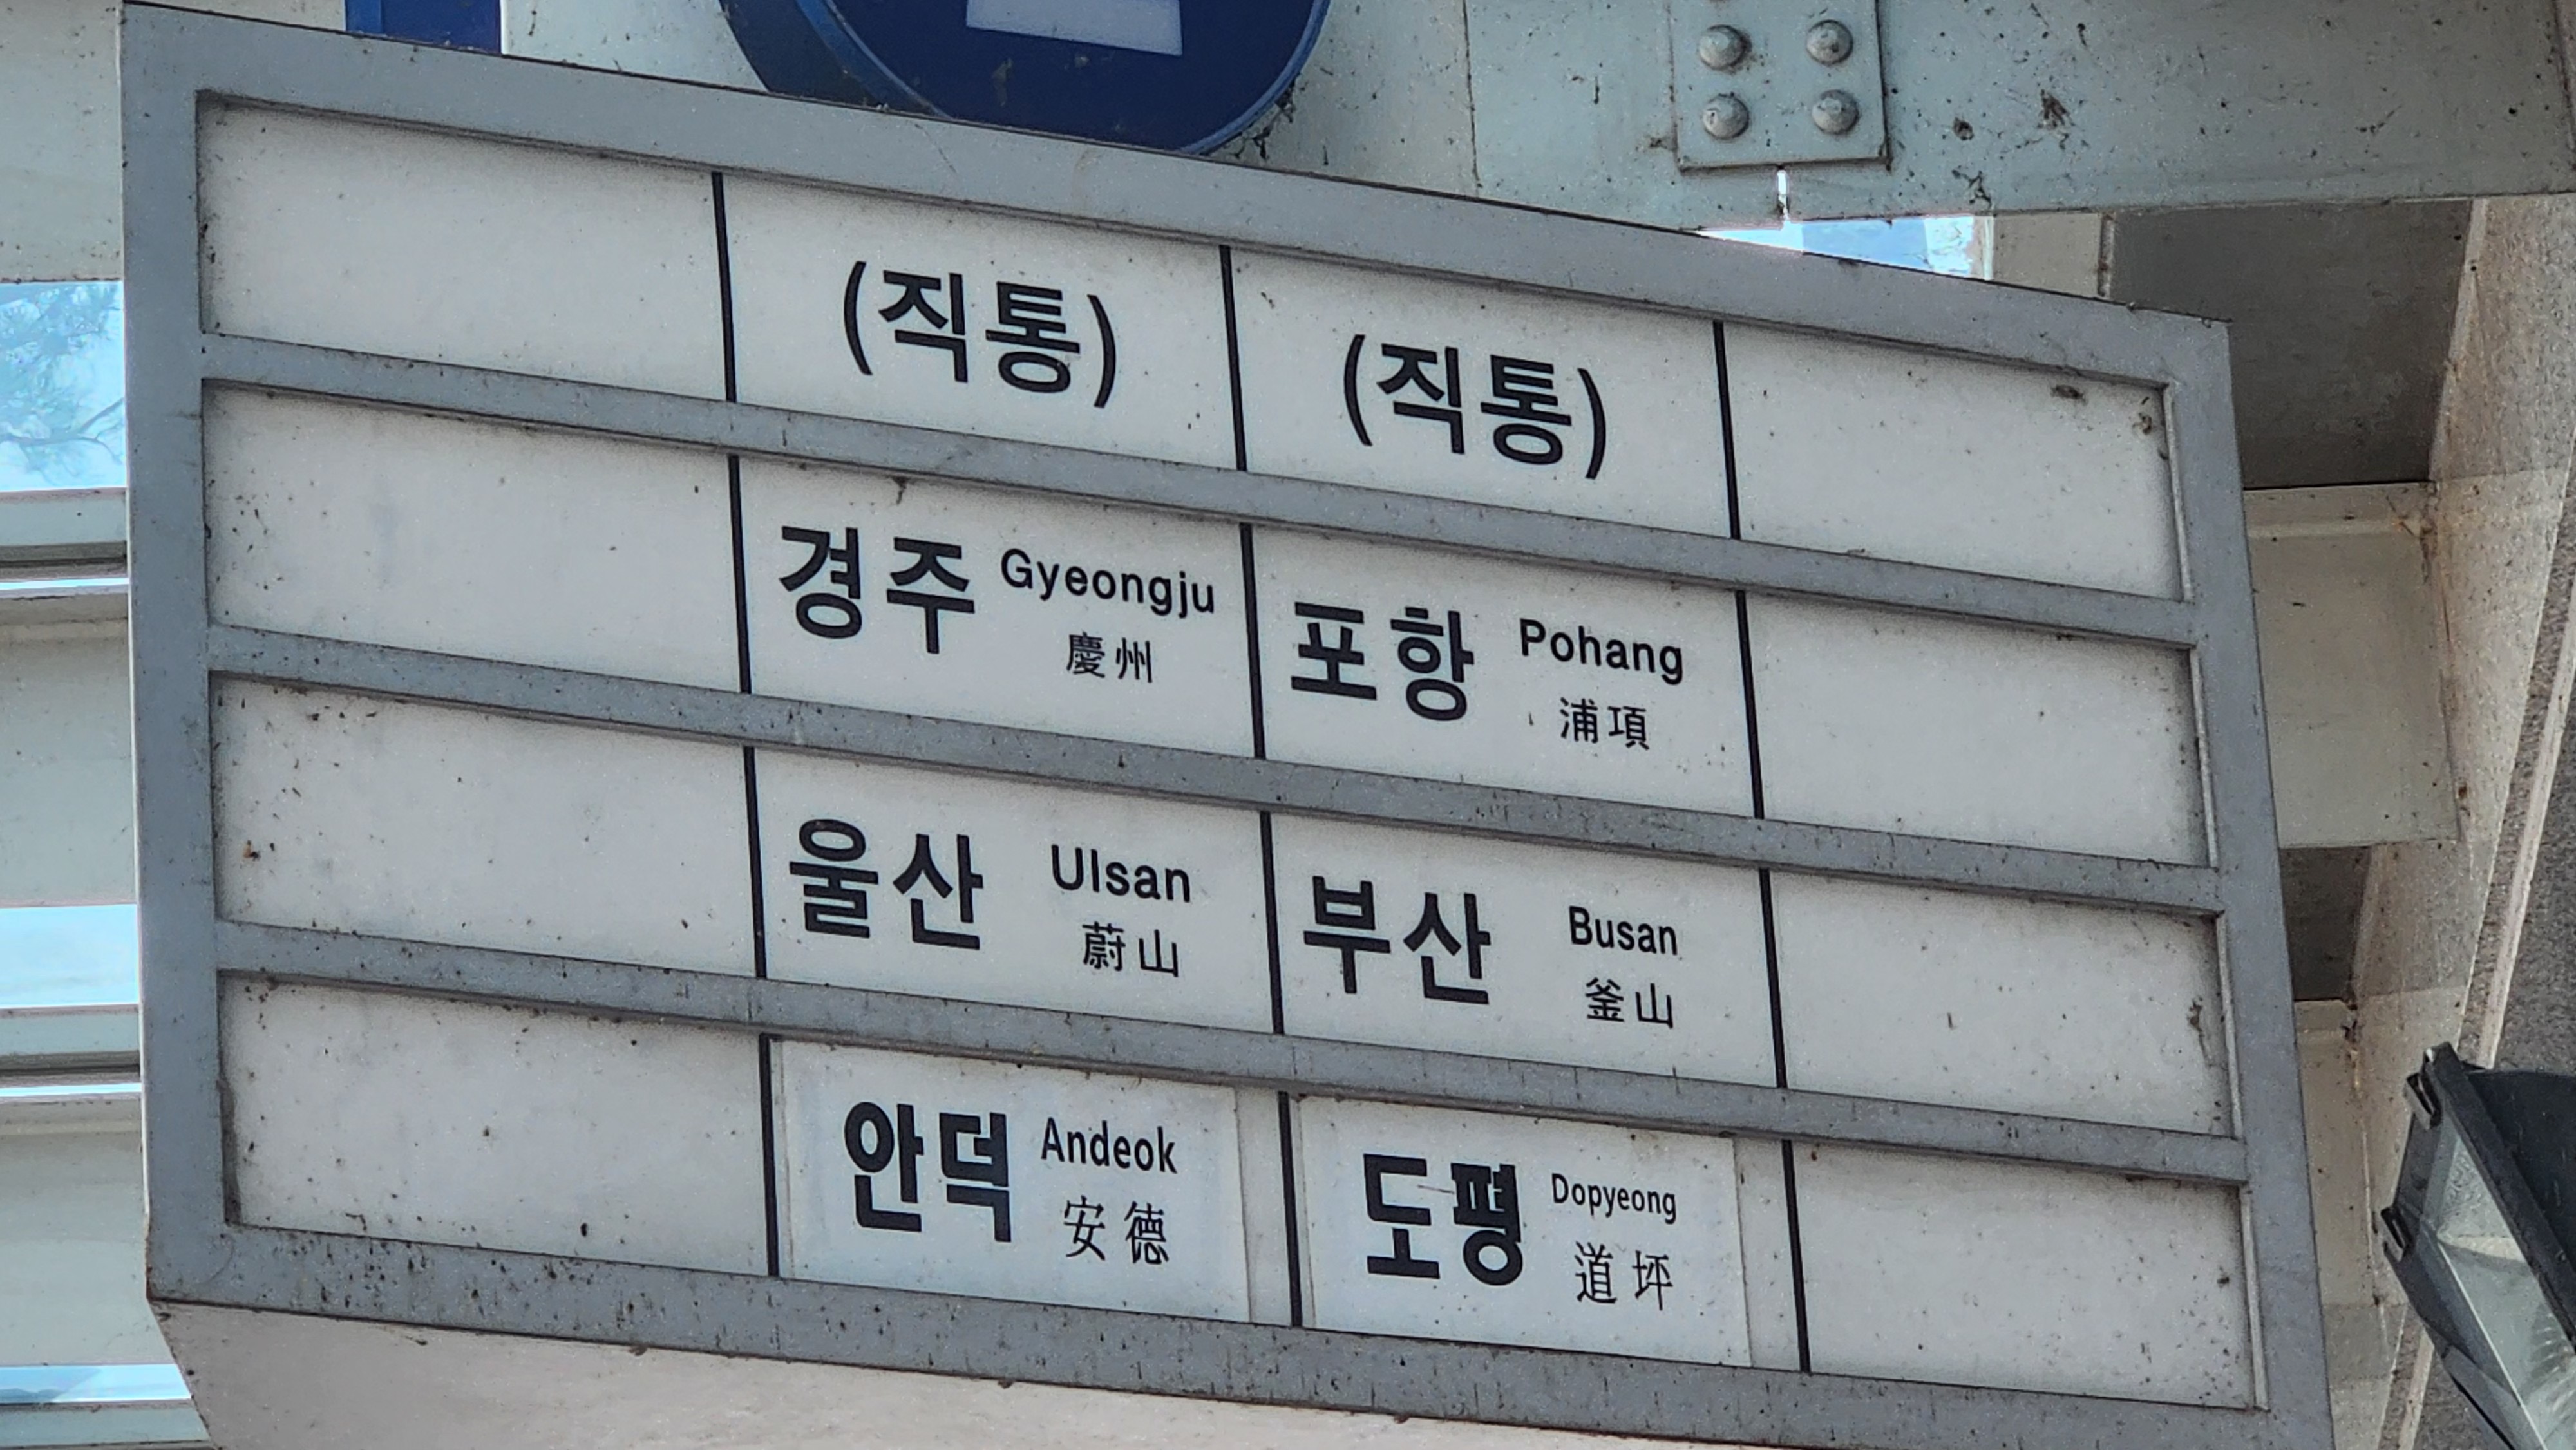 (직통) (직통)
경주 Gyeongju 慶州 포항 Pohang 浦項
울산 Ulsan 蔚山 부산 Busan 釜山
안덕 Andeok 安德 도평 Dopyeong 道坪